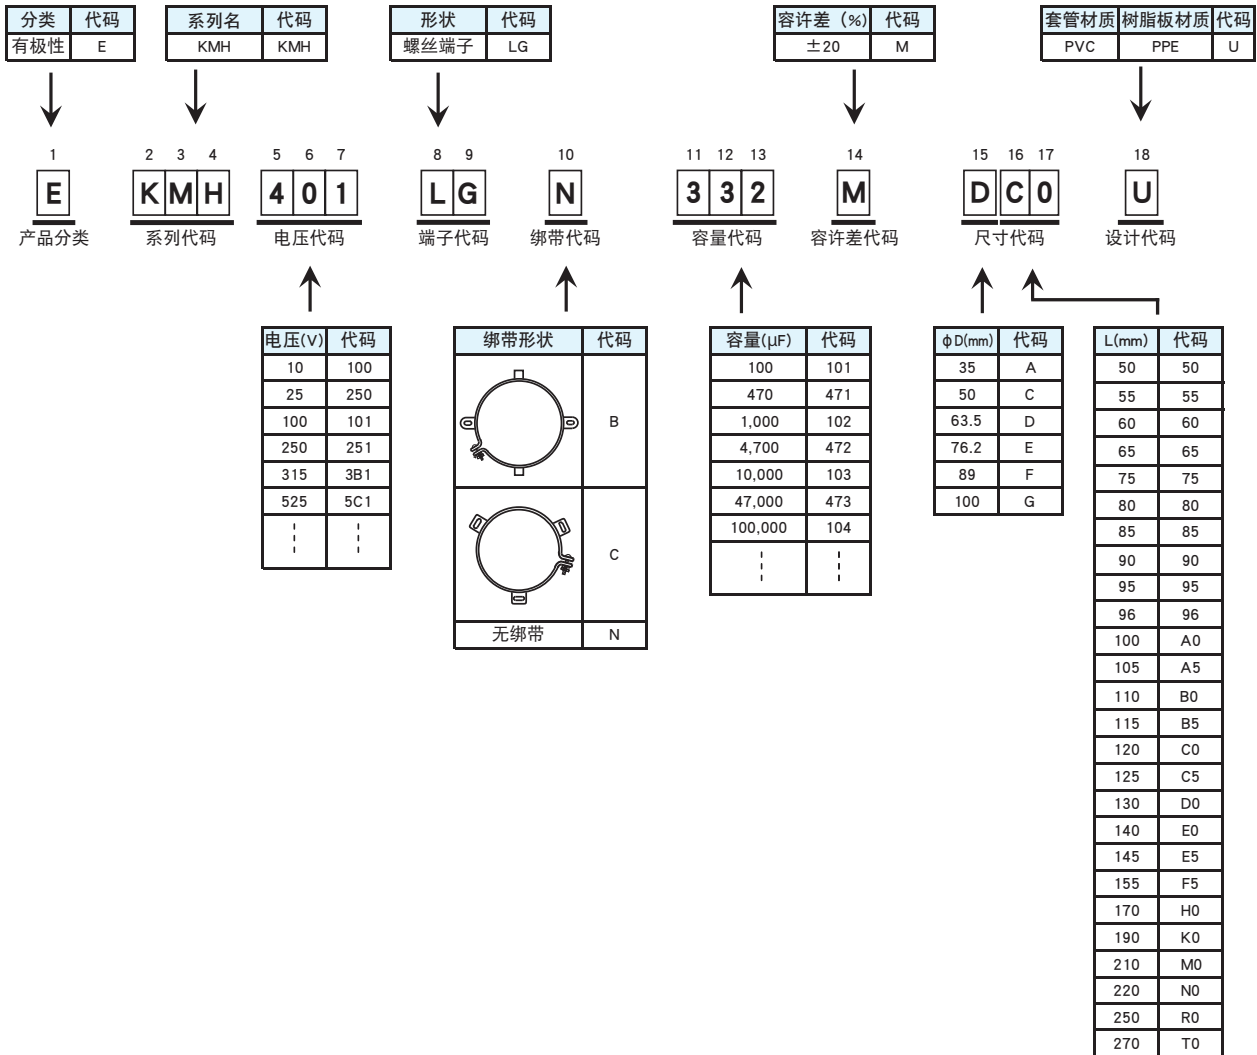 分类 代码
有极性 E
系列名 代码
KMH KMH
形状 代码
螺丝端子 LG
容许差（%） 代码
±20 M
套管材质 树脂板材质 代码
PVC PPE U
1 2 3 4 5 6 7 8 9 10 11 12 13 14 15 16 17 18
E K M H 4 0 1 L G N 3 3 2 M D C 0 U
产品分类 系列代码 电压代码 端子代码 绑带代码 容量代码 容许差代码 尺寸代码 设计代码
电压(V) 代码
10 100
25 250
100 101
250 251
315 3B1
525 5C1
绑带形状 代码
B
C
无绑带 N
容量(μF) 代码
100 101
470 471
1,000 102
4,700 472
10,000 103
47,000 473
100,000 104
φD(mm) 代码
35 A
50 C
63.5 D
76.2 E
89 F
100 G
L(mm) 代码
50 50
55 55
60 60
65 65
75 75
80 80
85 85
90 90
95 95
96 96
100 A0
105 A5
110 B0
115 B5
120 C0
125 C5
130 D0
140 E0
145 E5
155 F5
170 H0
190 K0
210 M0
220 N0
250 R0
270 T0